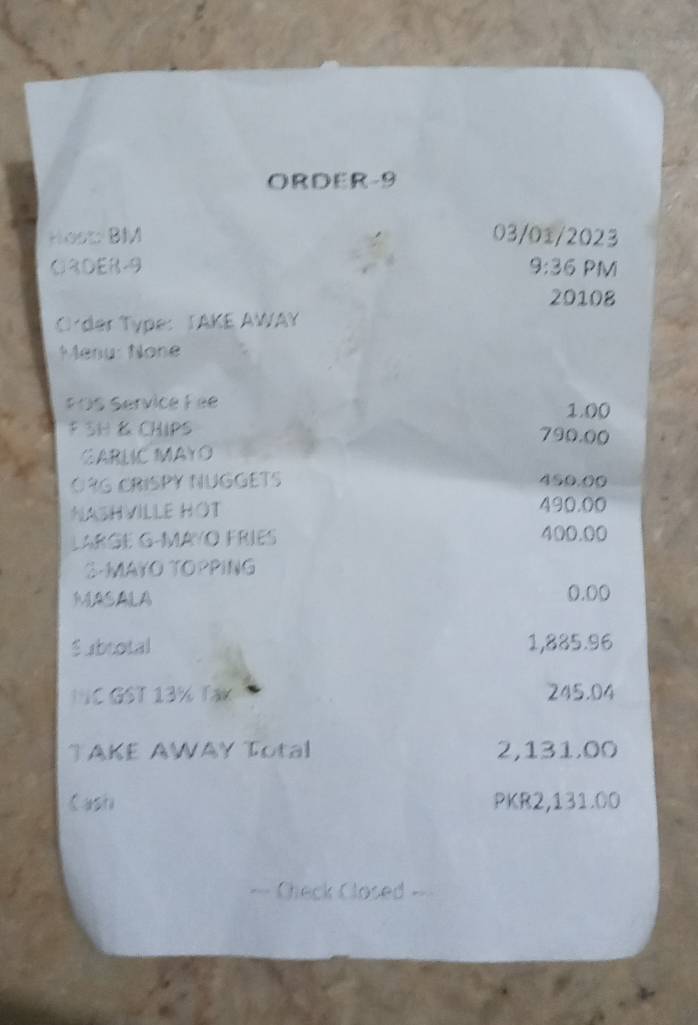 ORDER-9
Host: BM 03/01/2023
ORDER-9 9:36 PM
20108
Order Type: TAKE AWAY
Menu: None
POS Service Fee 1.00
FISH & CHIPS 790.00
GARLIC MAYO
ORG CRISPY NUGGETS 450.00
NASHVILLE HOT 490.00
LARGE G-MAYO FRIES 400.00
G-MAYO TOPPING
MASALA 0.00
Subtotal 1,885.96
INC GST 13% Tax 245.04
TAKE AWAY Total 2,131.00
Cash PKR2,131.00
--- Check Closed ---